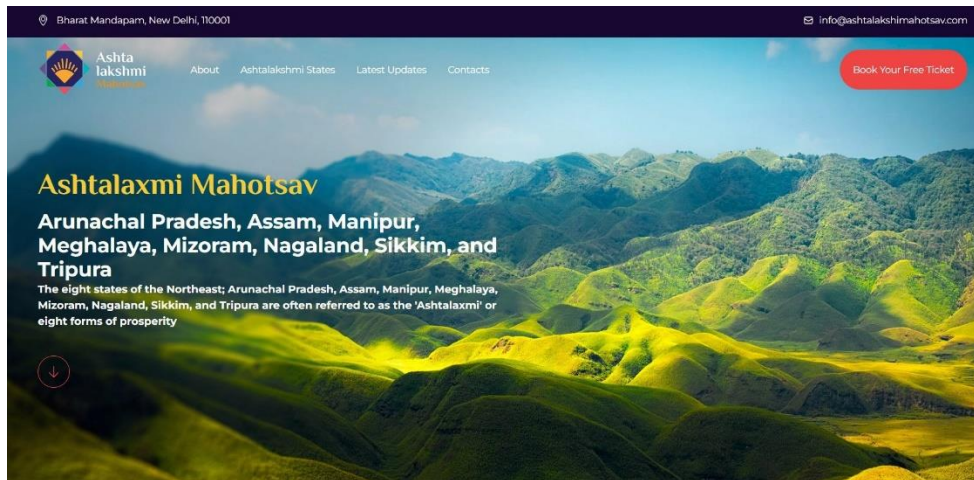 Bharat Mandapam, New Delhi, 110001
info@ashtalakshimahotsav.com
Ashta
lakshmi
Mahotsav
About
Ashtalakshmi States
Latest Updates
Contacts
Book Your Free Ticket
Ashtalaxmi Mahotsav
Arunachal Pradesh, Assam, Manipur,
Meghalaya, Mizoram, Nagaland, Sikkim, and
Tripura
The eight states of the Northeast; Arunachal Pradesh, Assam, Manipur, Meghalaya,
Mizoram, Nagaland, Sikkim, and Tripura are often referred to as the 'Ashtalaxmi' or
eight forms of prosperity